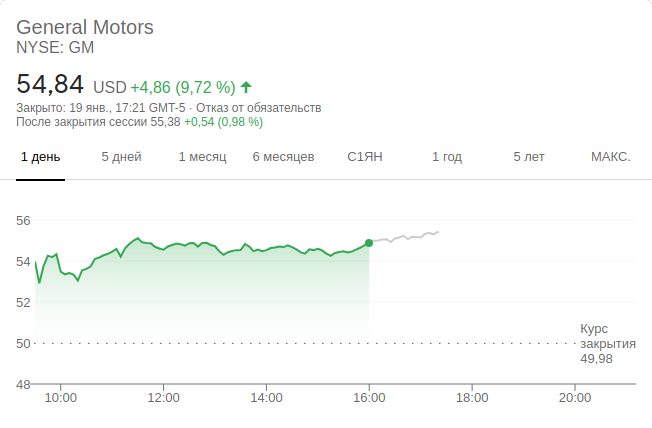 General Motors
NYSE: GM
54,84 USD +4,86 (9,72 %)
Закрыто: 19 янв., 17:21 GMT-5 · Отказ от обязательств
После закрытия сессии 55,38 +0,54 (0,98 %)
1 день 5 дней 1 месяц 6 месяцев С1ЯН 1 год 5 лет МАКС.
56
54
52
50
48
Курс
закрытия
49,98
10:00 12:00 14:00 16:00 18:00 20:00